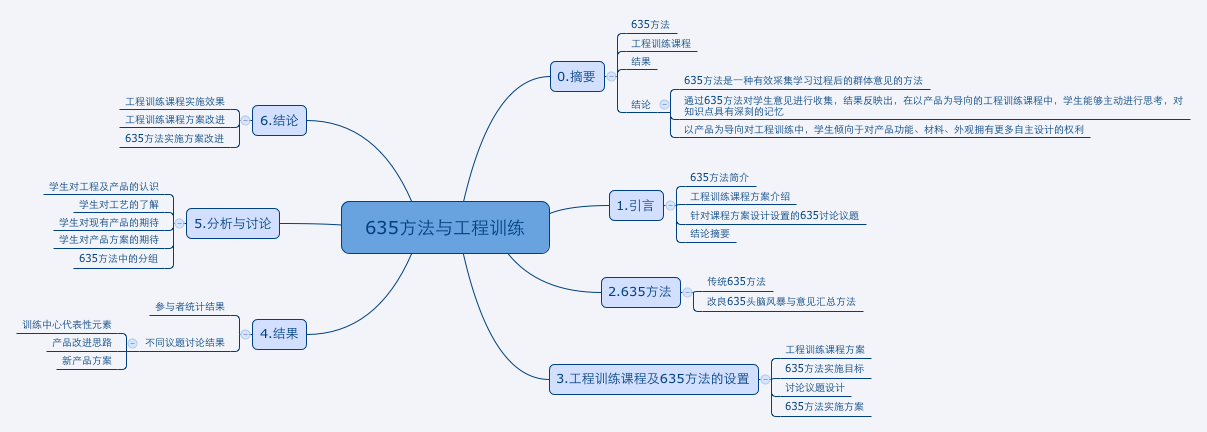 635方法与工程训练
0.摘要
635方法
工程训练课程
结果
结论
635方法是一种有效采集学习过程后的群体意见的方法
通过635方法对学生意见进行收集，结果反映出，在以产品为导向的工程训练课程中，学生能够主动进行思考，对
知识点具有深刻的记忆
以产品为导向对工程训练中，学生倾向于对产品功能、材料、外观拥有更多自主设计的权利
1.引言
635方法简介
工程训练课程方案介绍
针对课程方案设计设置的635讨论议题
结论摘要
2.635方法
传统635方法
改良635头脑风暴与意见汇总方法
3.工程训练课程及635方法的设置
工程训练课程方案
635方法实施目标
讨论议题设计
635方法实施方案
4.结果
参与者统计结果
不同议题讨论结果
训练中心代表性元素
产品改进思路
新产品方案
5.分析与讨论
学生对工程及产品的认识
学生对工艺的了解
学生对现有产品的期待
学生对产品方案的期待
635方法中的分组
6.结论
工程训练课程实施效果
工程训练课程方案改进
635方法实施方案改进